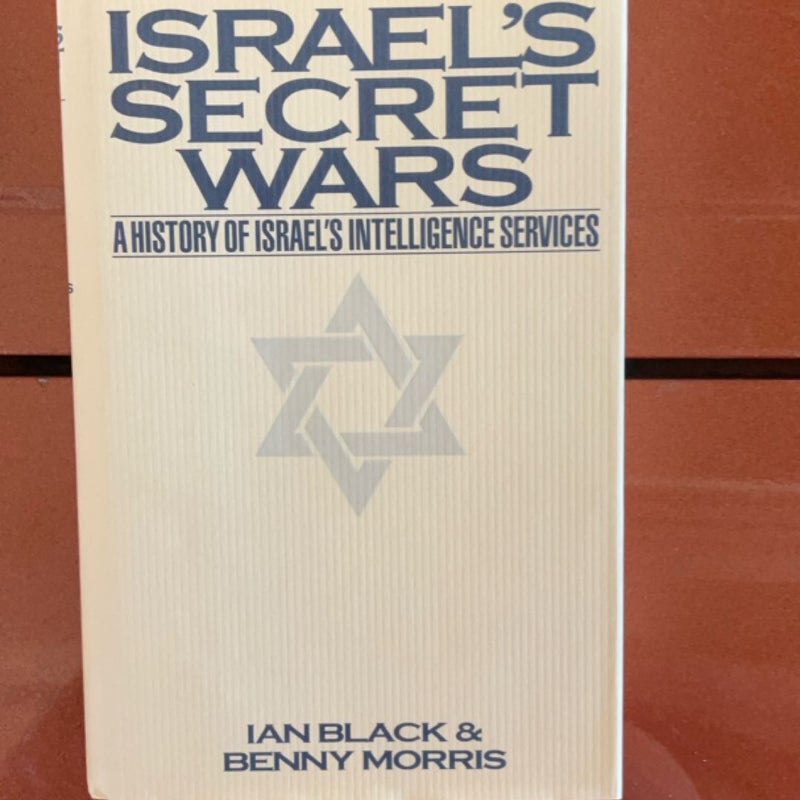 ISRAEL'S
SECRET
WARS
A HISTORY OF ISRAEL'S INTELLIGENCE SERVICES
IAN BLACK &
BENNY MORRIS